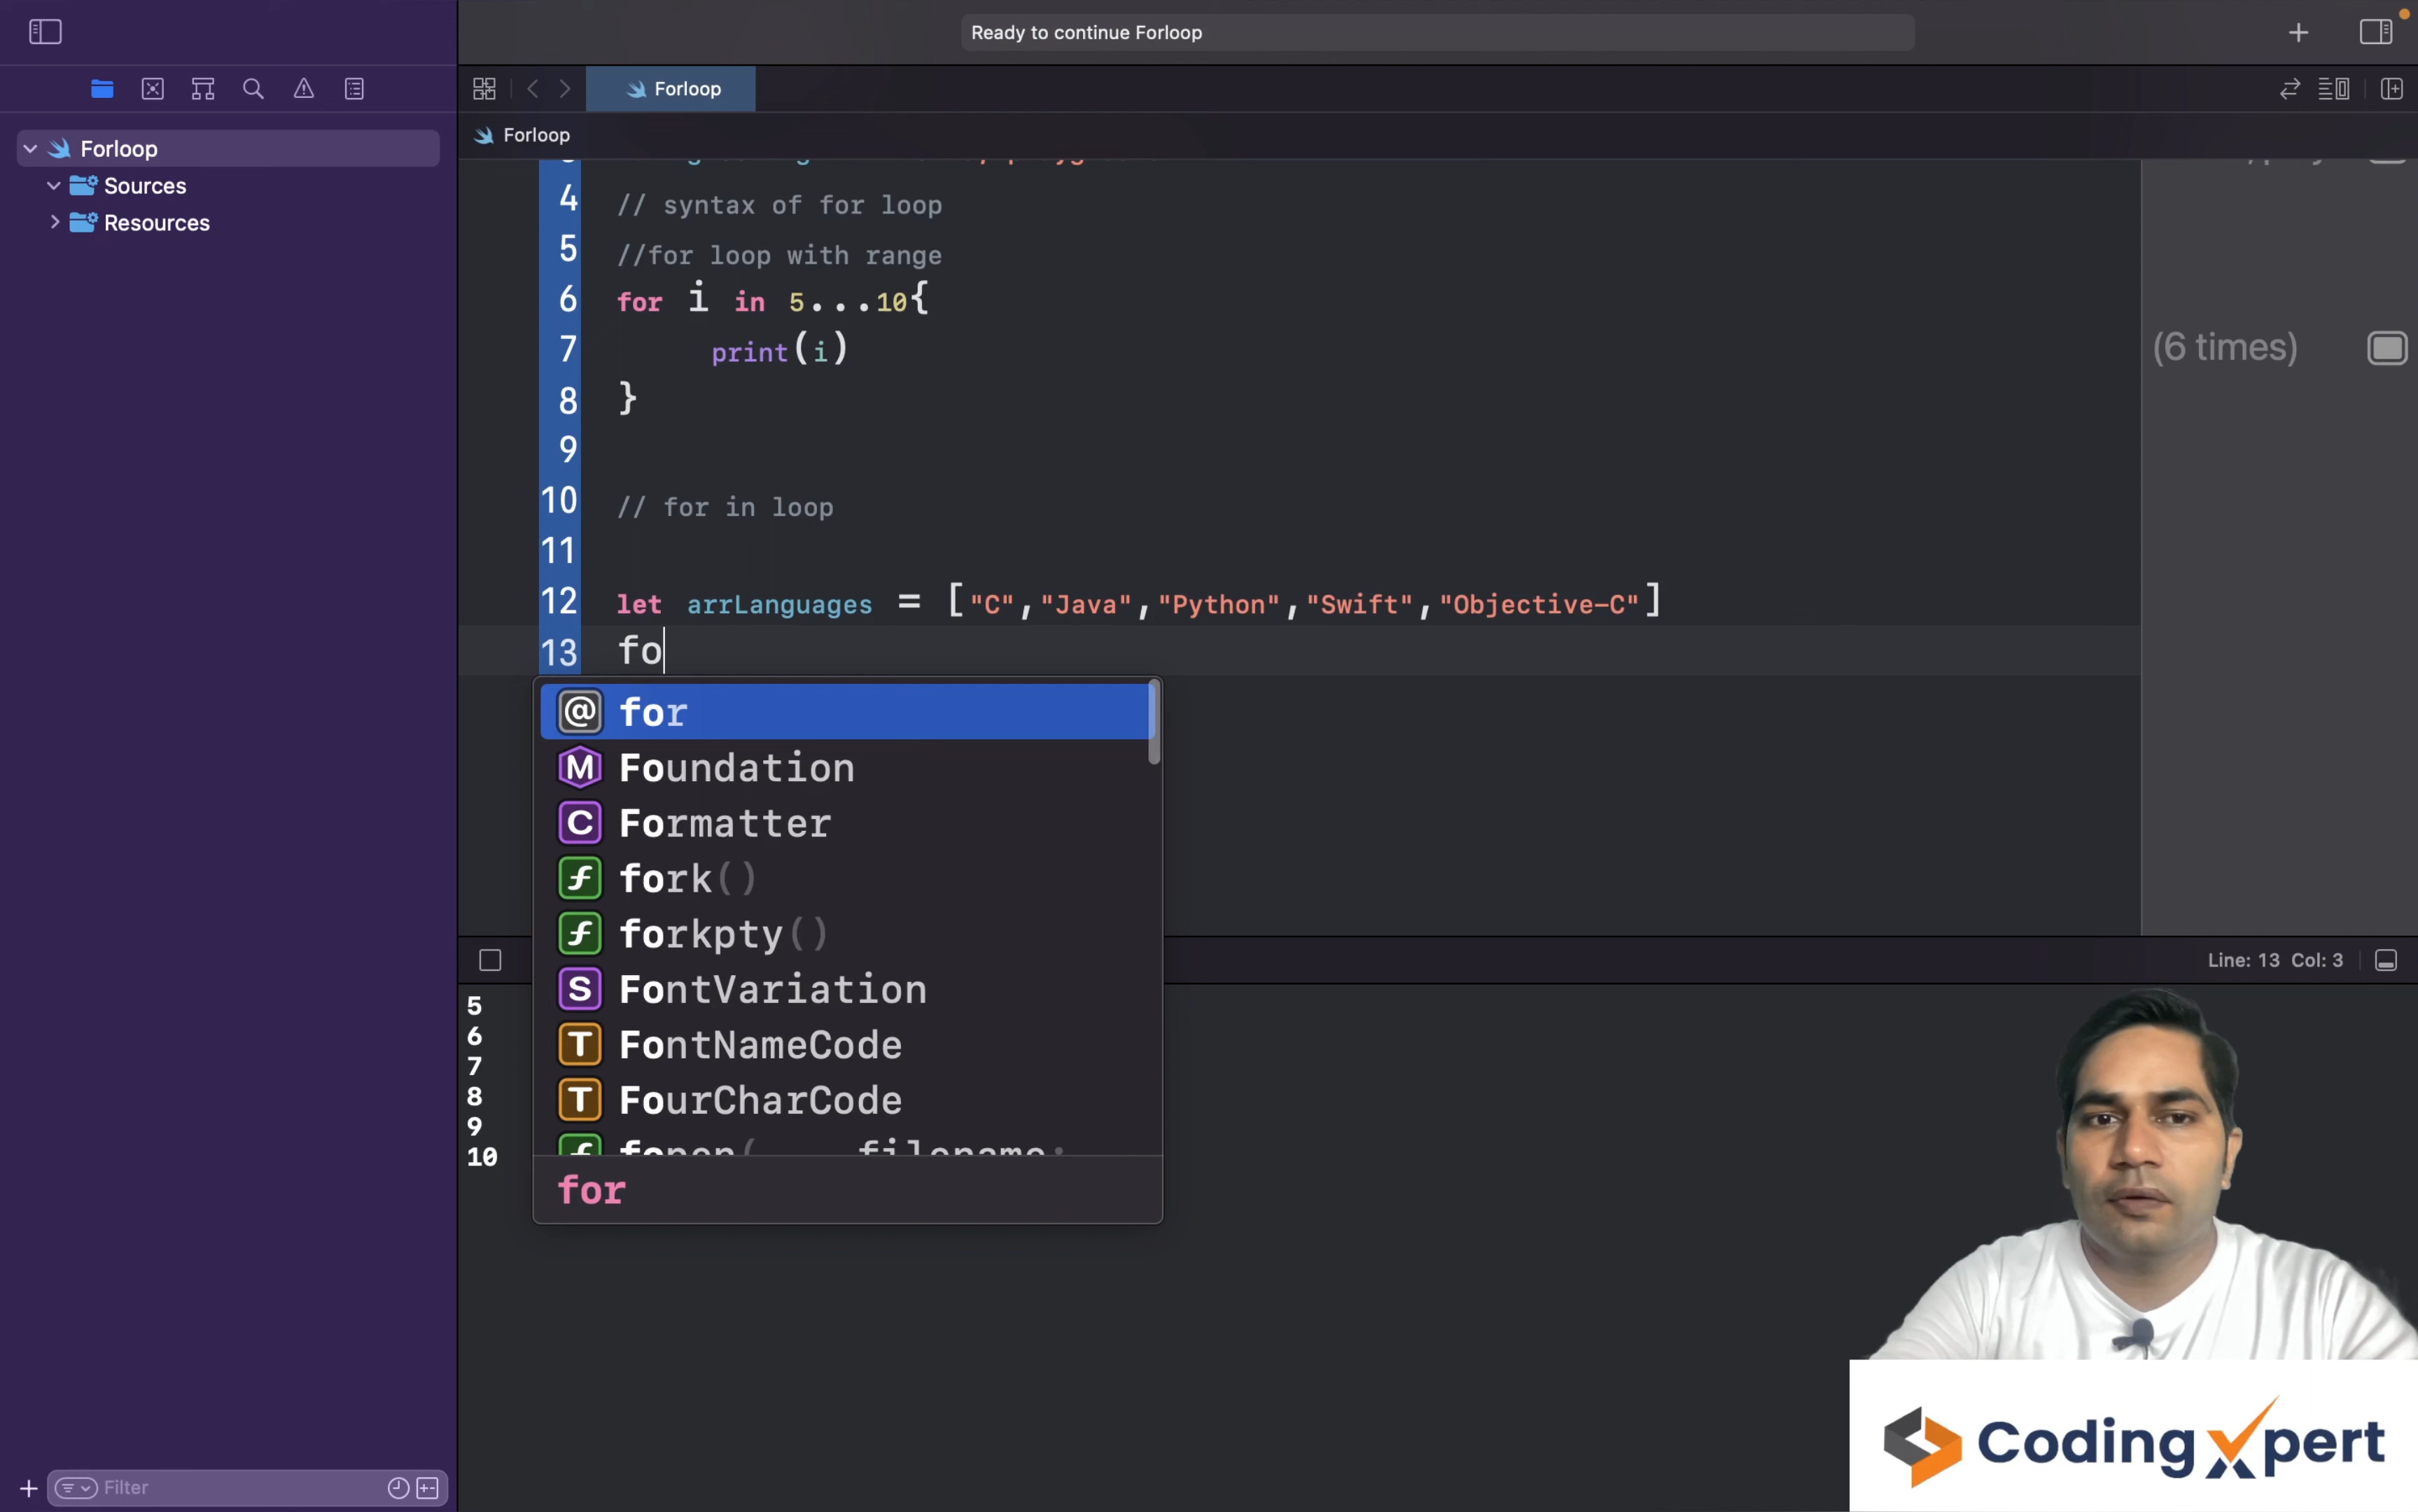 Ready to continue Forloop
Forloop
Forloop
Forloop
Sources
Resources
4 // syntax of for loop
5 //for loop with range
6 for i in 5...10{
7 print(i)
(6 times)
8 }
9
10 // for in loop
11
12 let arrLanguages = ["C","Java","Python","Swift","Objective-C"]
13 fo
@ for
M Foundation
C Formatter
f fork()
f forkpty()
S FontVariation
T FontNameCode
T FourCharCode
for
Line: 13 Col: 3
5
6
7
8
9
10
Filter
CodingXpert